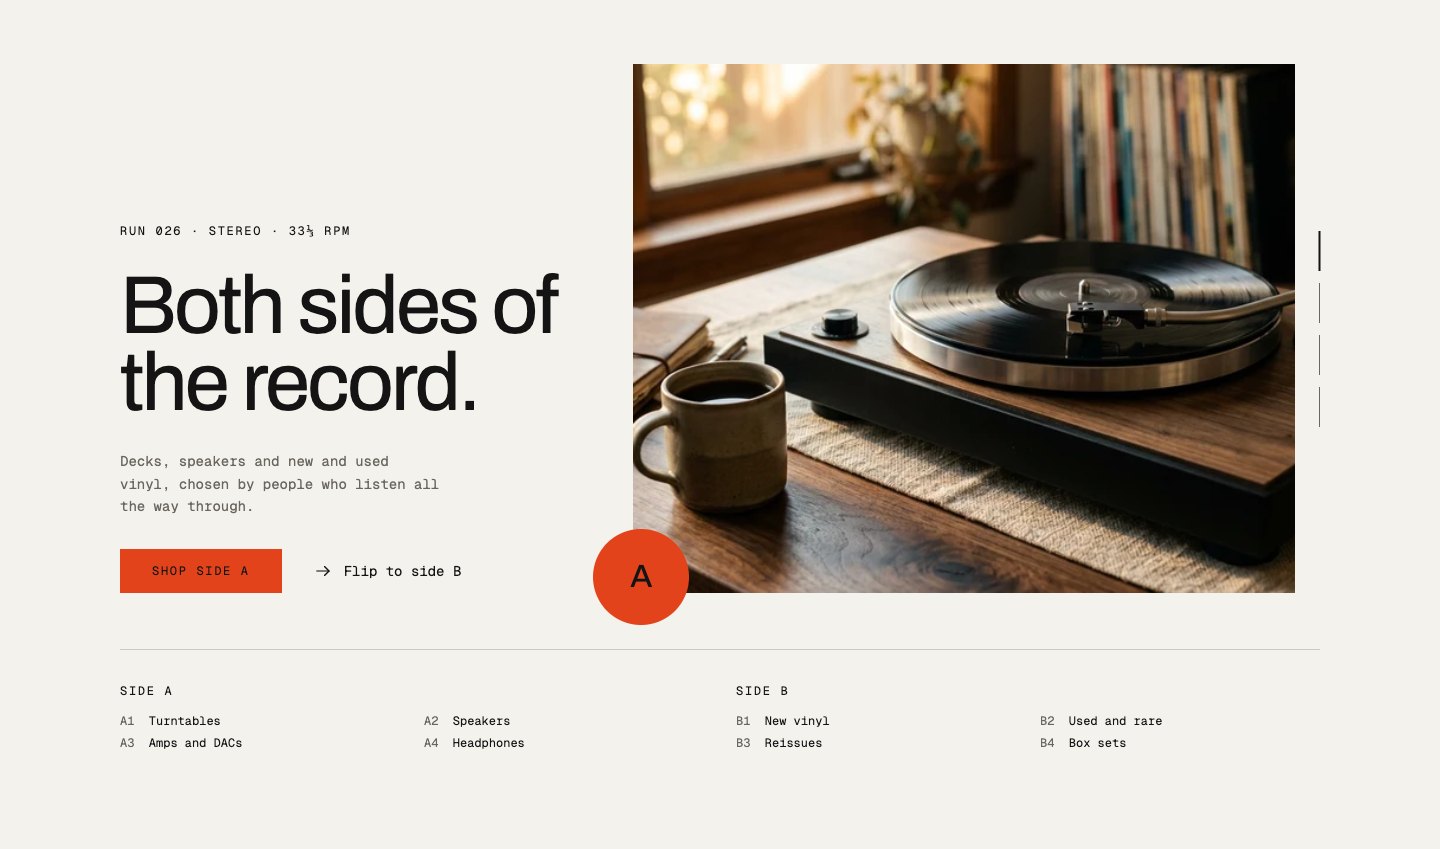 RUN 026 · STEREO · 33⅓ RPM
Both sides of
the record.
Decks, speakers and new and used
vinyl, chosen by people who listen all
the way through.
SHOP SIDE A
→ Flip to side B
A
SIDE A
A1 Turntables
A2 Speakers
A3 Amps and DACs
A4 Headphones
SIDE B
B1 New vinyl
B2 Used and rare
B3 Reissues
B4 Box sets